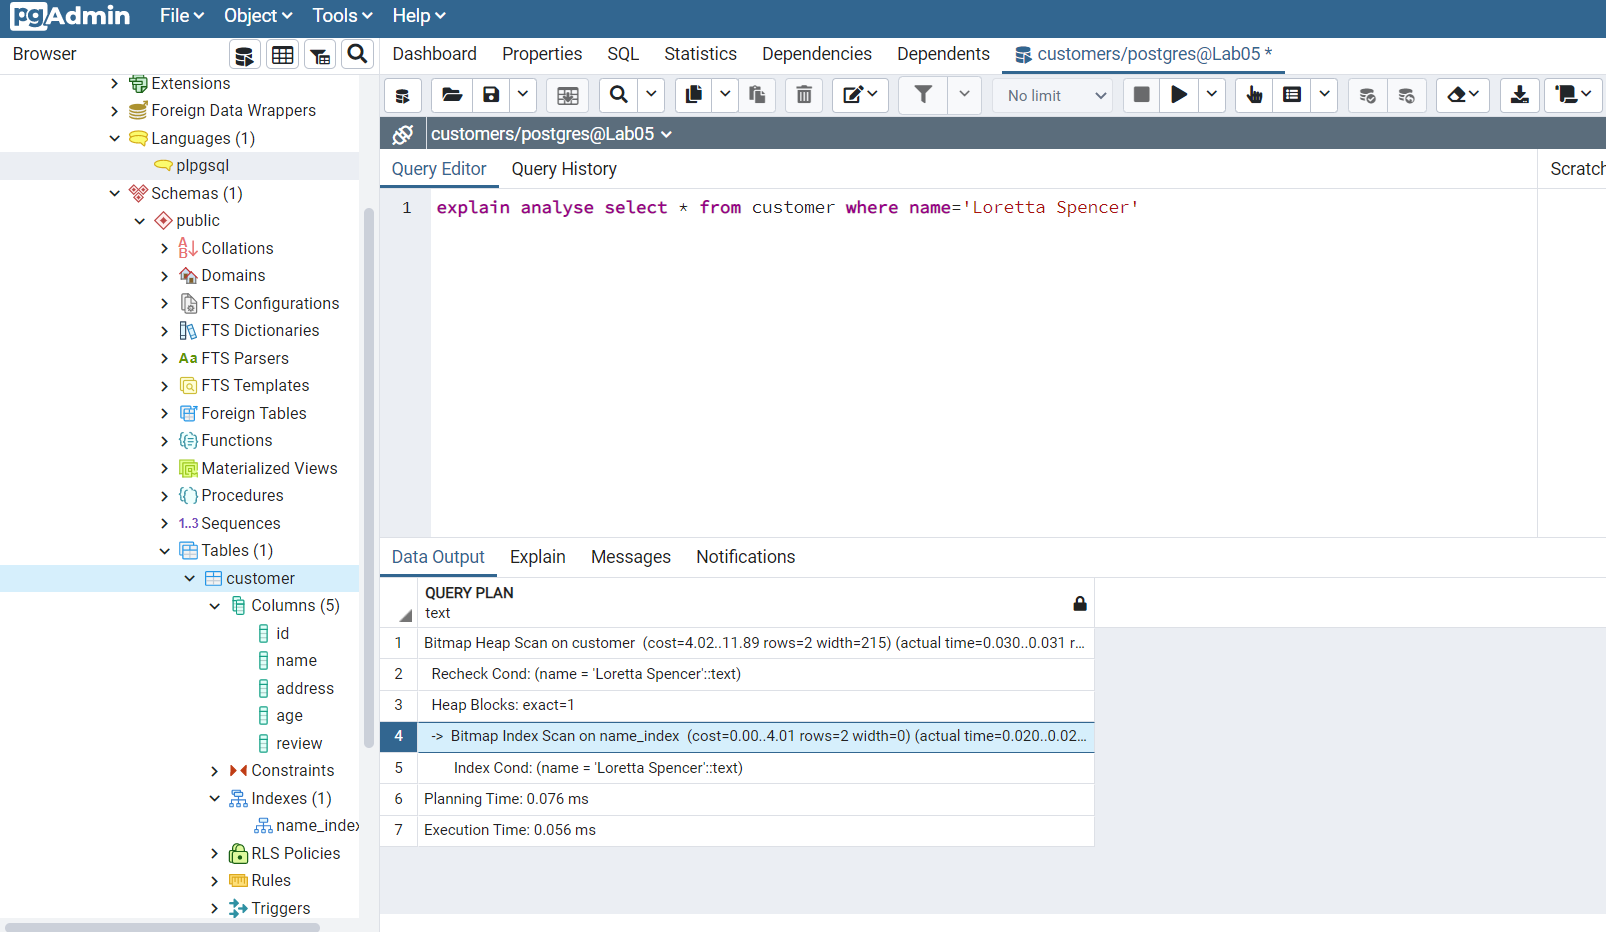 pgAdmin File Object Tools Help
Browser
Dashboard Properties SQL Statistics Dependencies Dependents customers/postgres@Lab05 *
No limit
customers/postgres@Lab05
Query Editor Query History
Scratch
1 explain analyse select * from customer where name='Loretta Spencer'
Extensions
Foreign Data Wrappers
Languages (1)
plpgsql
Schemas (1)
public
Collations
Domains
FTS Configurations
FTS Dictionaries
Aa FTS Parsers
FTS Templates
Foreign Tables
Functions
Materialized Views
Procedures
1..3 Sequences
Tables (1)
customer
Columns (5)
id
name
address
age
review
Constraints
Indexes (1)
name_index
RLS Policies
Rules
Triggers
Data Output Explain Messages Notifications
QUERY PLAN
text
1 Bitmap Heap Scan on customer (cost=4.02..11.89 rows=2 width=215) (actual time=0.030..0.031 r...
2 Recheck Cond: (name = 'Loretta Spencer'::text)
3 Heap Blocks: exact=1
4 -> Bitmap Index Scan on name_index (cost=0.00..4.01 rows=2 width=0) (actual time=0.020..0.02...
5 Index Cond: (name = 'Loretta Spencer'::text)
6 Planning Time: 0.076 ms
7 Execution Time: 0.056 ms